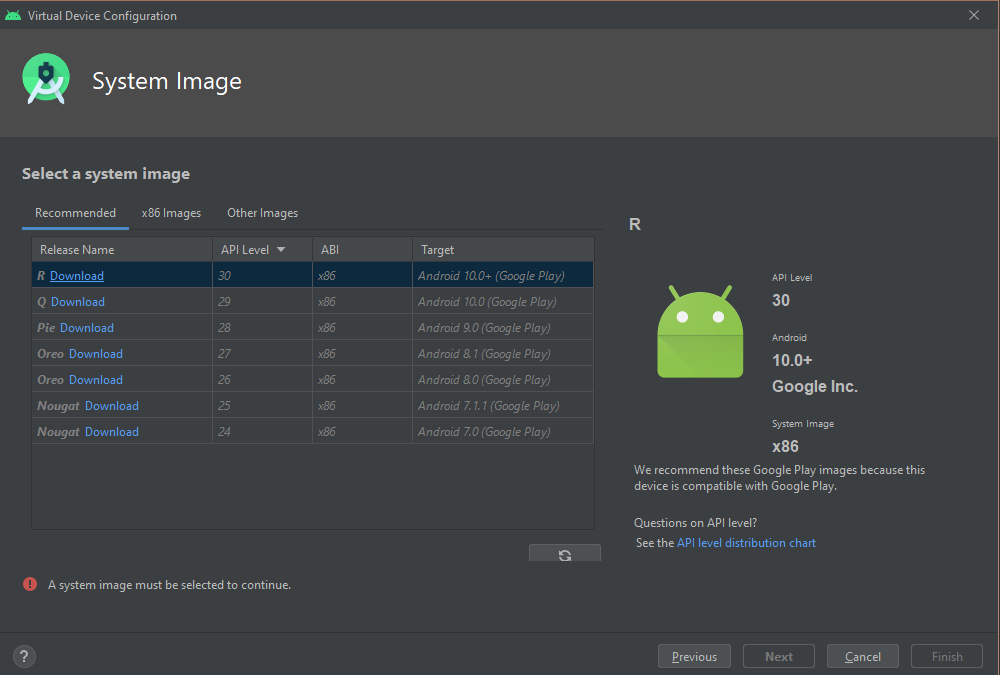 Virtual Device Configuration
System Image
Select a system image
Recommended x86 Images Other Images
Release Name API Level ABI Target
R Download 30 x86 Android 10.0+ (Google Play)
Q Download 29 x86 Android 10.0 (Google Play)
Pie Download 28 x86 Android 9.0 (Google Play)
Oreo Download 27 x86 Android 8.1 (Google Play)
Oreo Download 26 x86 Android 8.0 (Google Play)
Nougat Download 25 x86 Android 7.1.1 (Google Play)
Nougat Download 24 x86 Android 7.0 (Google Play)
R
API Level
30
Android
10.0+
Google Inc.
System Image
x86
We recommend these Google Play images because this
device is compatible with Google Play.
Questions on API level?
See the API level distribution chart
! A system image must be selected to continue.
? Previous Next Cancel Finish